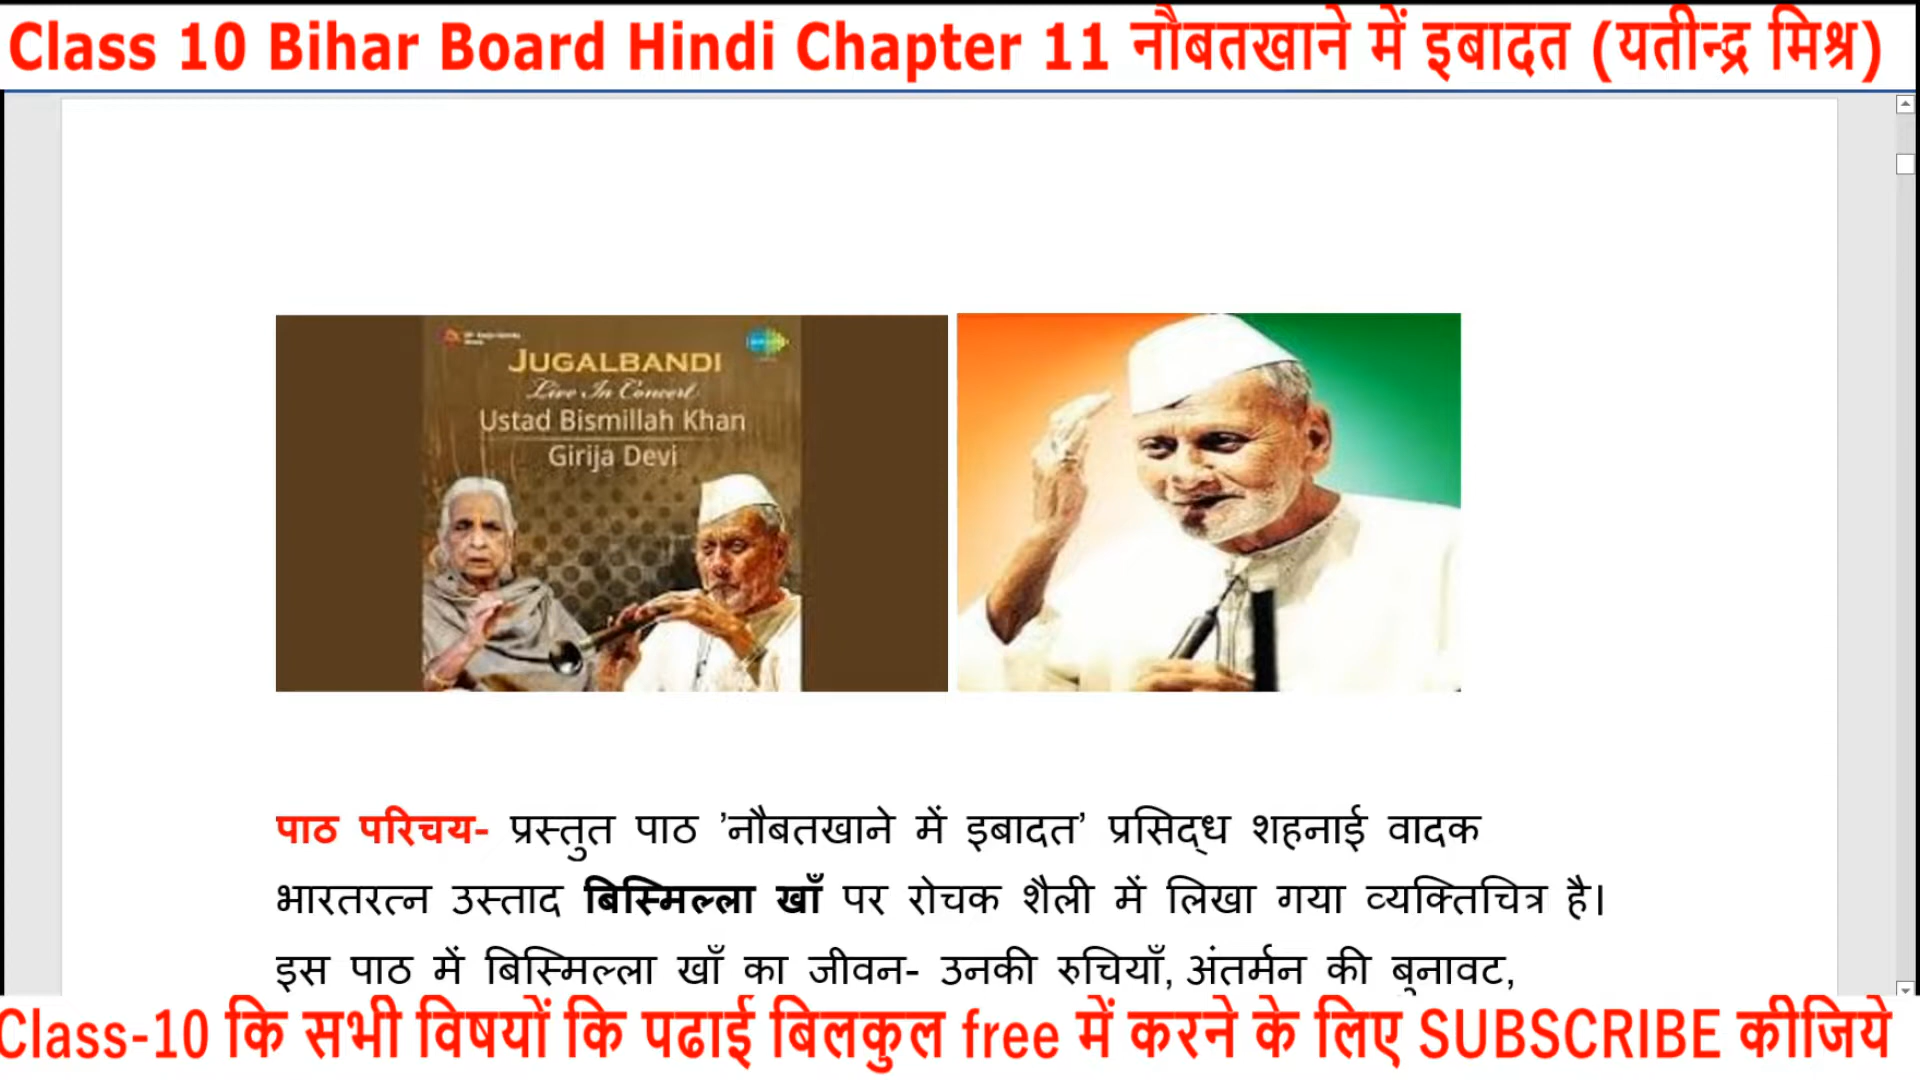 Class 10 Bihar Board Hindi Chapter 11 नौबतखाने में इबादत (यतीन्द्र मिश्र)
JUGALBANDI
Live In Concert
Ustad Bismillah Khan
Girija Devi
पाठ परिचय- प्रस्तुत पाठ ’नौबतखाने में इबादत’ प्रसिद्ध शहनाई वादक
भारतरत्न उस्ताद बिस्मिल्ला खाँ पर रोचक शैली में लिखा गया व्यक्तिचित्र है।
इस पाठ में बिस्मिल्ला खाँ का जीवन- उनकी रुचियाँ, अंतर्मन की बुनावट,
Class-10 कि सभी विषयों कि पढाई बिलकुल free में करने के लिए SUBSCRIBE कीजिये